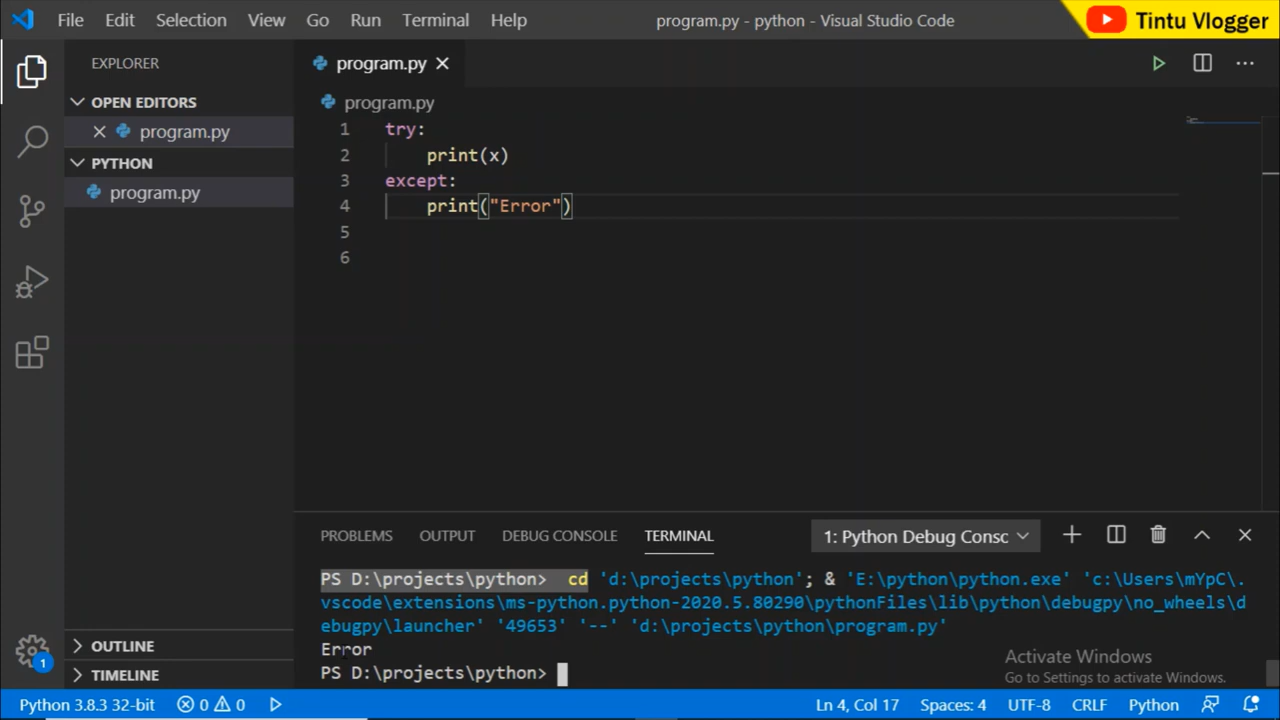 File Edit Selection View Go Run Terminal Help program.py - python - Visual Studio Code Tintu Vlogger
EXPLORER
program.py
OPEN EDITORS
program.py
PYTHON
program.py
OUTLINE
TIMELINE
program.py
1 try:
2 print(x)
3 except:
4 print("Error")
5
6
PROBLEMS OUTPUT DEBUG CONSOLE TERMINAL 1: Python Debug Consc
PS D:\projects\python> cd 'd:\projects\python'; & 'E:\python\python.exe' 'c:\Users\mYpC\.
vscode\extensions\ms-python.python-2020.5.80290\pythonFiles\lib\python\debugpy\no_wheels\d
ebugpy\launcher' '49653' '--' 'd:\projects\python\program.py'
Error
PS D:\projects\python>
Activate Windows
Go to Settings to activate Windows.
1
Python 3.8.3 32-bit 0 0 Ln 4, Col 17 Spaces: 4 UTF-8 CRLF Python